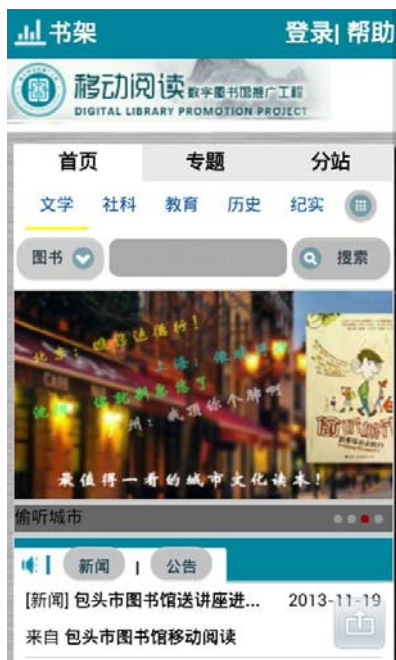 书架 登录| 帮助
移动阅读 数字图书馆推广工程
DIGITAL LIBRARY PROMOTION PROJECT
首页 专题 分站
文学 社科 教育 历史 纪实
图书 搜索
最值得一看的城市文化读本!
偷听城市
新闻 | 公告
[新闻] 包头市图书馆送讲座进... 2013-11-19
来自 包头市图书馆移动阅读